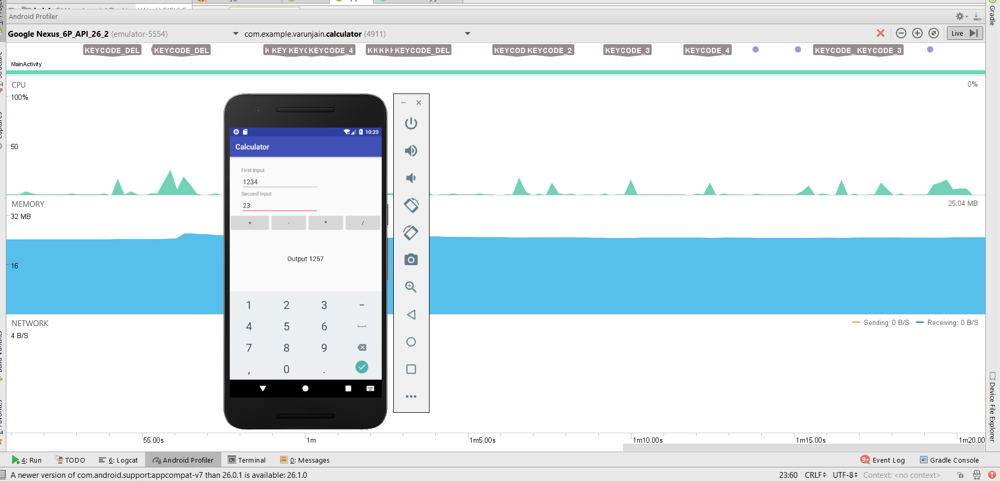 Android Profiler
Google Nexus_6P_API_26_2 (emulator-5554)
com.example.varunjain.calculator (4911)
Live
KEYCODE_DEL
KEYCODE_DEL
KEY
KEYCODE_4
KEYCODE_DEL
KEYCOD
KEYCODE_2
KEYCODE_3
KEYCODE_4
KEYCODE_
KEYCODE_3
MainActivity
CPU
0%
100%
50
MEMORY
25.04 MB
32 MB
16
NETWORK
Sending: 0 B/S
Receiving: 0 B/S
4 B/S
10:20
Calculator
First Input
1234
Second Input
23
+ - * /
Output 1257
1 2 3 -
4 5 6
7 8 9
, 0 .
55.00s
1m
1m5.00s
1m10.00s
1m15.00s
1m20.00
Gradle
Device File Explorer
4: Run
TODO
6: Logcat
Android Profiler
Terminal
0: Messages
9+ Event Log
Gradle Console
A newer version of com.android.support:appcompat-v7 than 26.0.1 is available: 26.1.0
23:60
CRLF
UTF-8
Context: <no context>